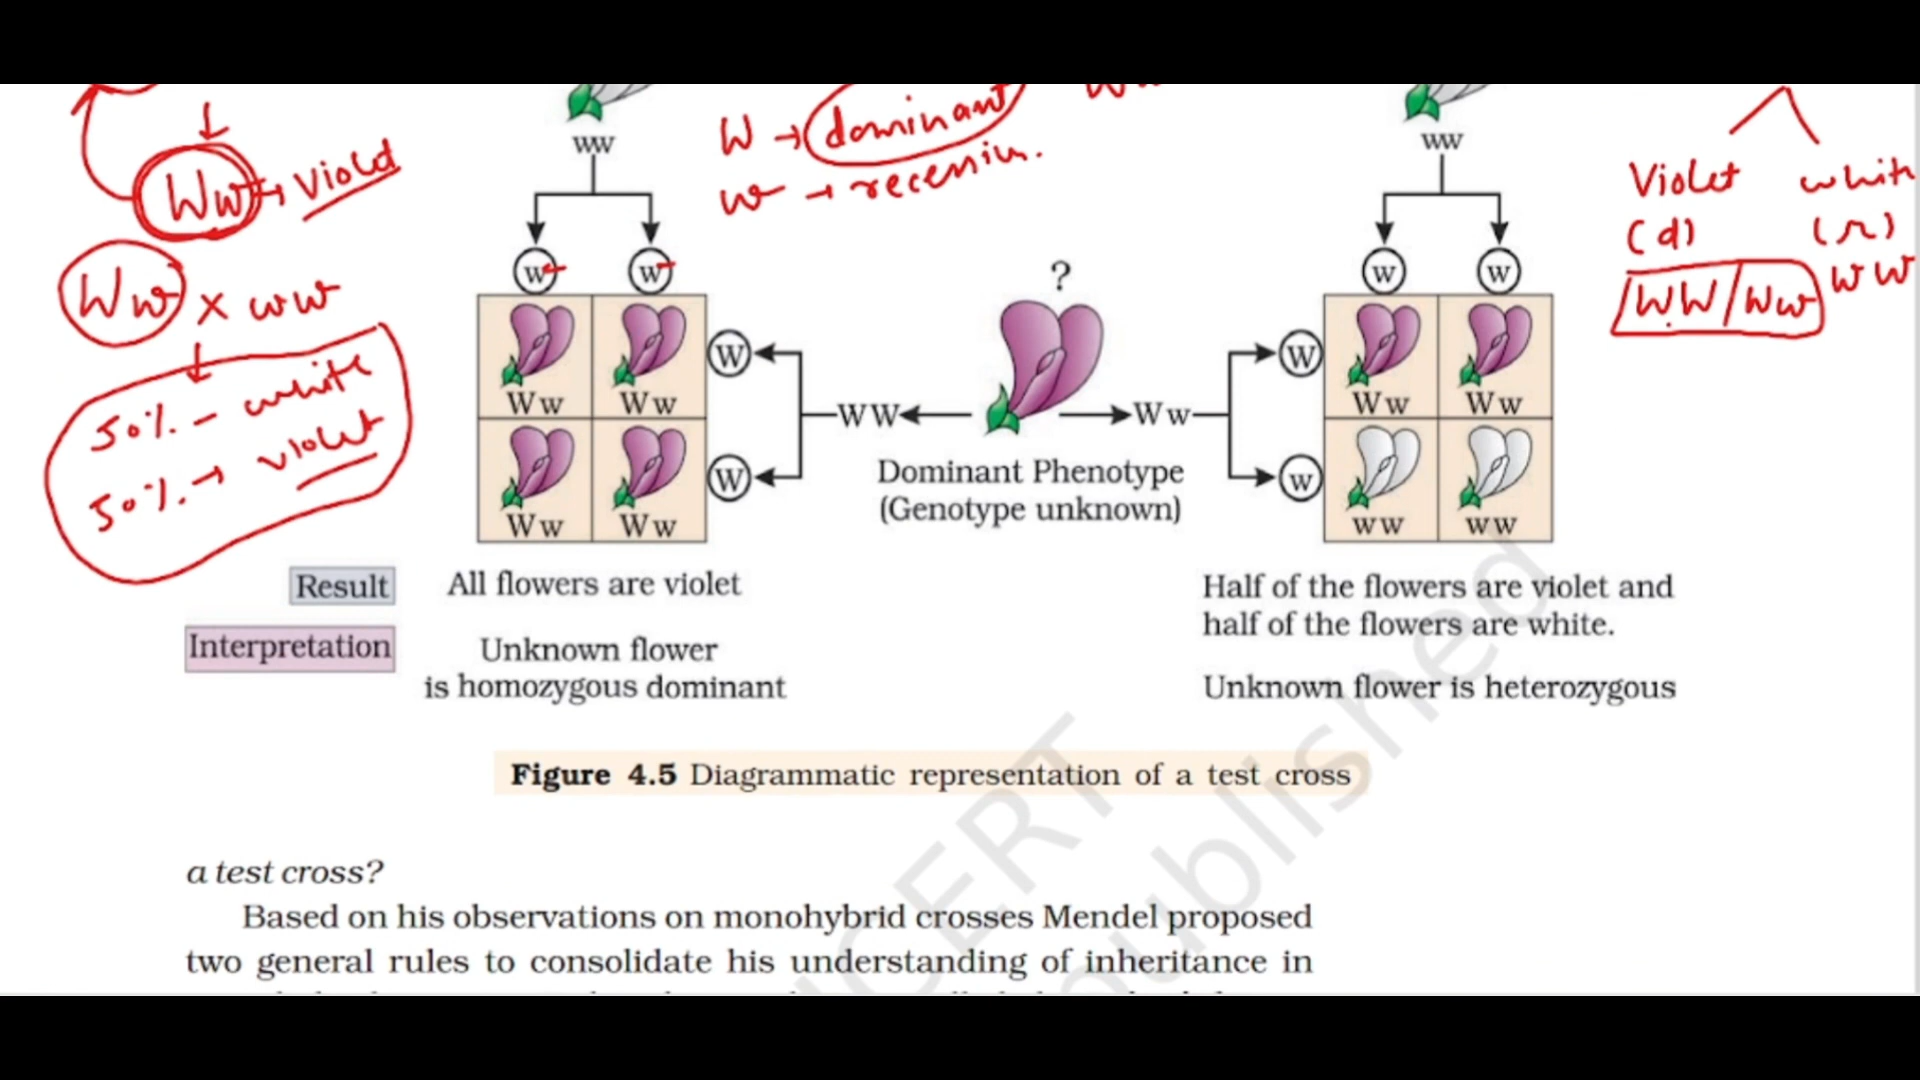 W → dominant
w → recessiv.
Ww → Violet
Ww x ww
50% - white
50% → violet
Violet white
(d) (r)
WW/Ww ww
ww
ww
w w
w w
?
W
W
Ww Ww
Ww Ww
WW
Ww
W
w
Ww Ww
ww ww
Dominant Phenotype
(Genotype unknown)
Result
All flowers are violet
Half of the flowers are violet and
half of the flowers are white.
Interpretation
Unknown flower
is homozygous dominant
Unknown flower is heterozygous
Figure 4.5 Diagrammatic representation of a test cross
a test cross?
Based on his observations on monohybrid crosses Mendel proposed
two general rules to consolidate his understanding of inheritance in
NCERT
published